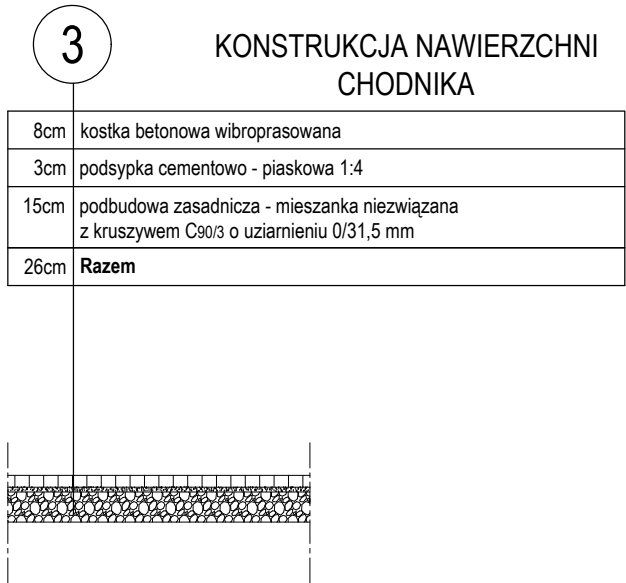 3
KONSTRUKCJA NAWIERZCHNI
CHODNIKA
8cm kostka betonowa wibroprasowana
3cm podsypka cementowo - piaskowa 1:4
15cm podbudowa zasadnicza - mieszanka niezwiązana
z kruszywem C90/3 o uziarnieniu 0/31,5 mm
26cm Razem